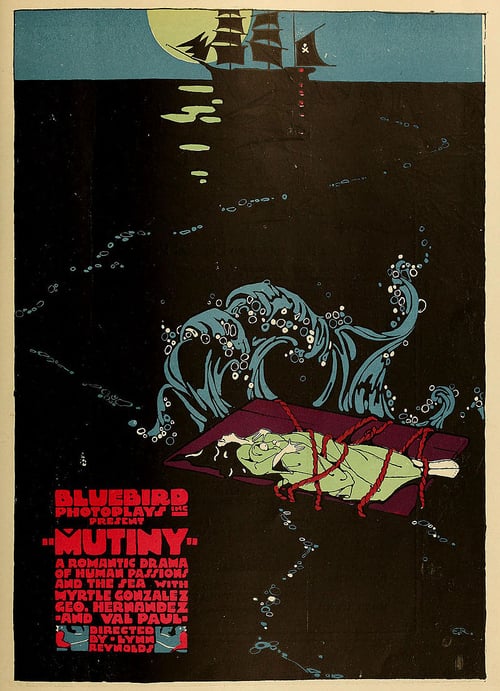 BLUEBIRD
PHOTOPLAYS INC
PRESENT
"MUTINY"
A ROMANTIC DRAMA
OF HUMAN PASSIONS
AND THE SEA WITH
MYRTLE GONZALEZ
GEO. HERNANDEZ
-AND VAL PAUL-
DIRECTED
BY-LYNN
REYNOLDS